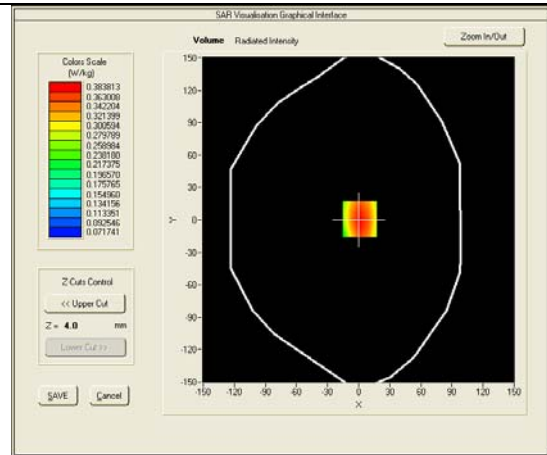 SAR Visualisation Graphical Interface
Volume Radiated Intensity
Zoom In/Out
Colors Scale
(W/kg)
0.383813
0.363008
0.342204
0.321399
0.300594
0.279789
0.258984
0.238180
0.217375
0.196570
0.175765
0.154960
0.134156
0.113351
0.092546
0.071741
Z Cuts Control
<< Upper Cut
Z = 4.0 mm
Lower Cut >>
SAVE Cancel
150-
120-
90-
60-
30-
0-
-30-
-60-
-90-
-120-
-150-
Y
-150 -120 -90 -60 -30 0 30 60 90 120 150
X